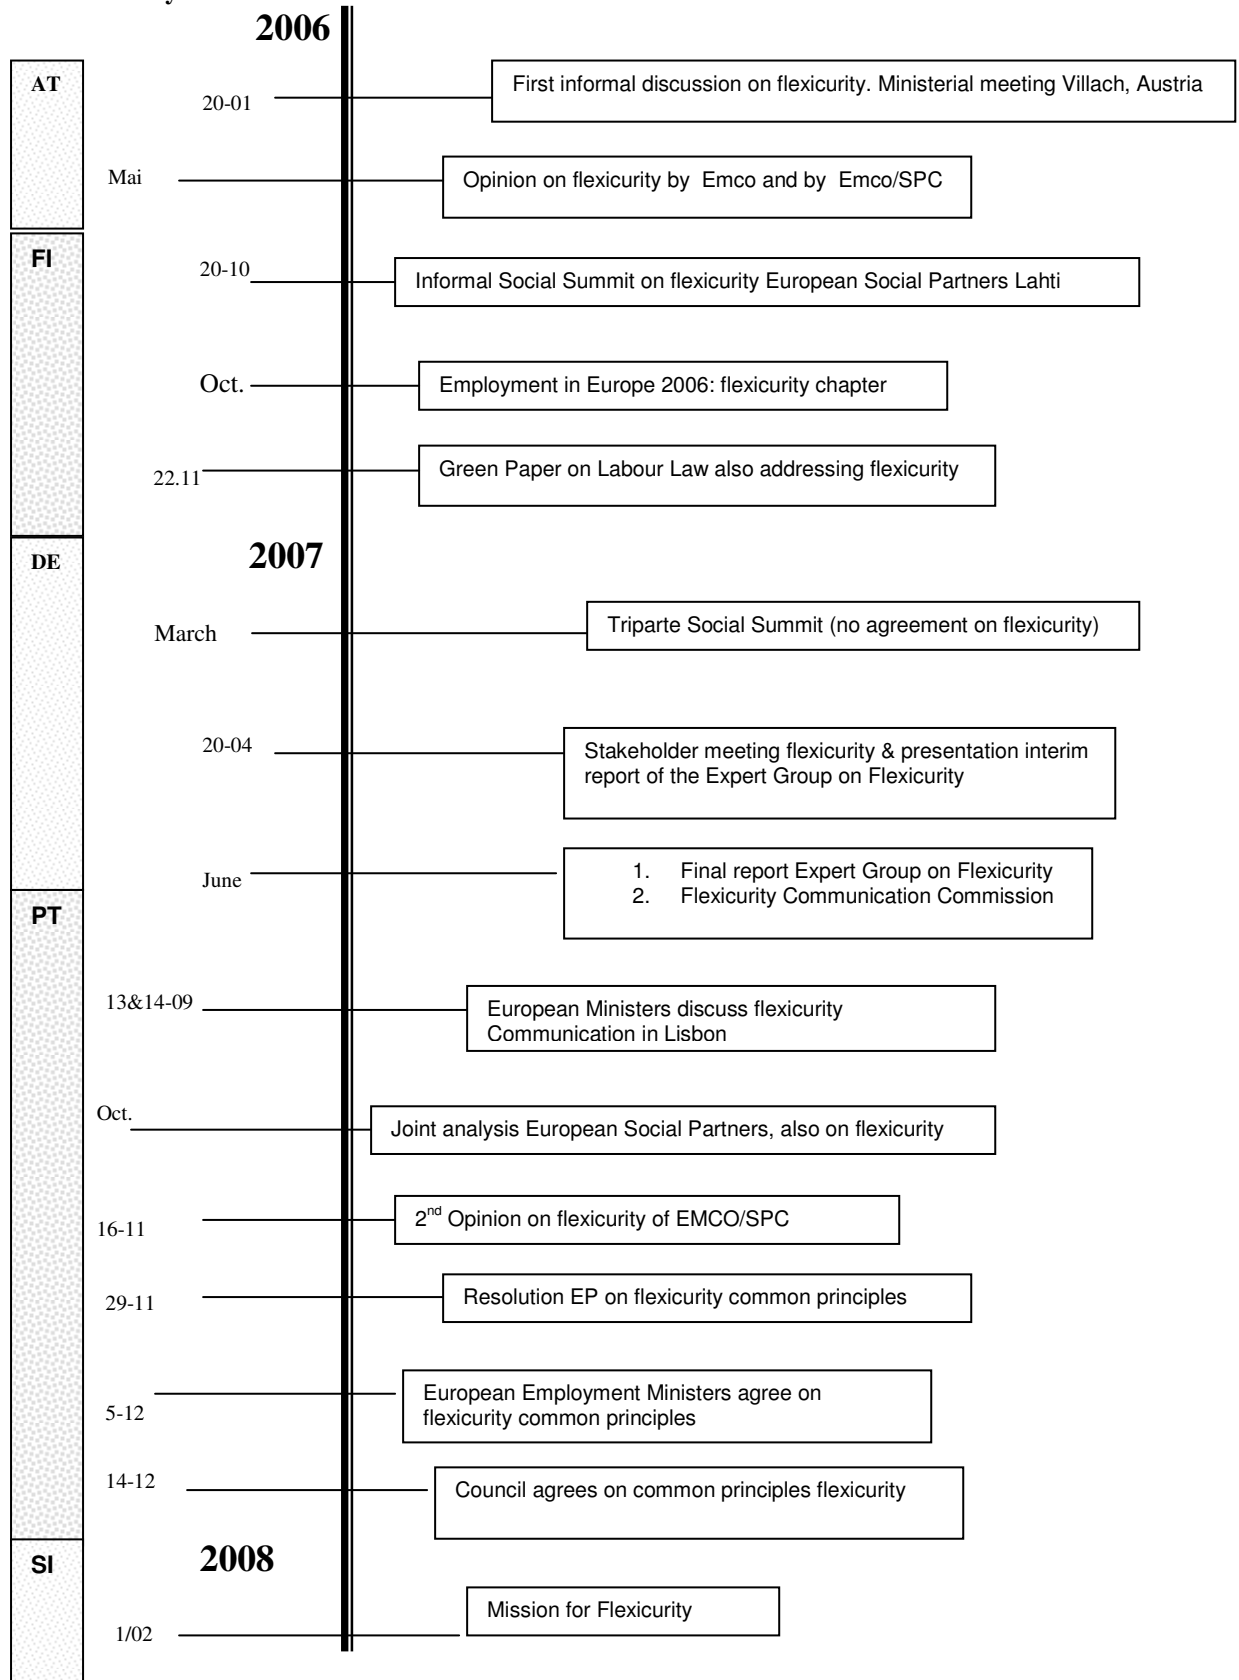 2006
AT
First informal discussion on flexicurity. Ministerial meeting Villach, Austria
20-01
Mai
Opinion on flexicurity by Emco and by Emco/SPC
FI
20-10
Informal Social Summit on flexicurity European Social Partners Lahti
Oct.
Employment in Europe 2006: flexicurity chapter
22.11
Green Paper on Labour Law also addressing flexicurity
2007
DE
March
Triparte Social Summit (no agreement on flexicurity)
20-04
Stakeholder meeting flexicurity & presentation interim
report of the Expert Group on Flexicurity
June
1. Final report Expert Group on Flexicurity
2. Flexicurity Communication Commission
PT
13&14-09
European Ministers discuss flexicurity
Communication in Lisbon
Oct.
Joint analysis European Social Partners, also on flexicurity
16-11
2nd Opinion on flexicurity of EMCO/SPC
29-11
Resolution EP on flexicurity common principles
5-12
European Employment Ministers agree on
flexicurity common principles
14-12
Council agrees on common principles flexicurity
2008
SI
Mission for Flexicurity
1/02